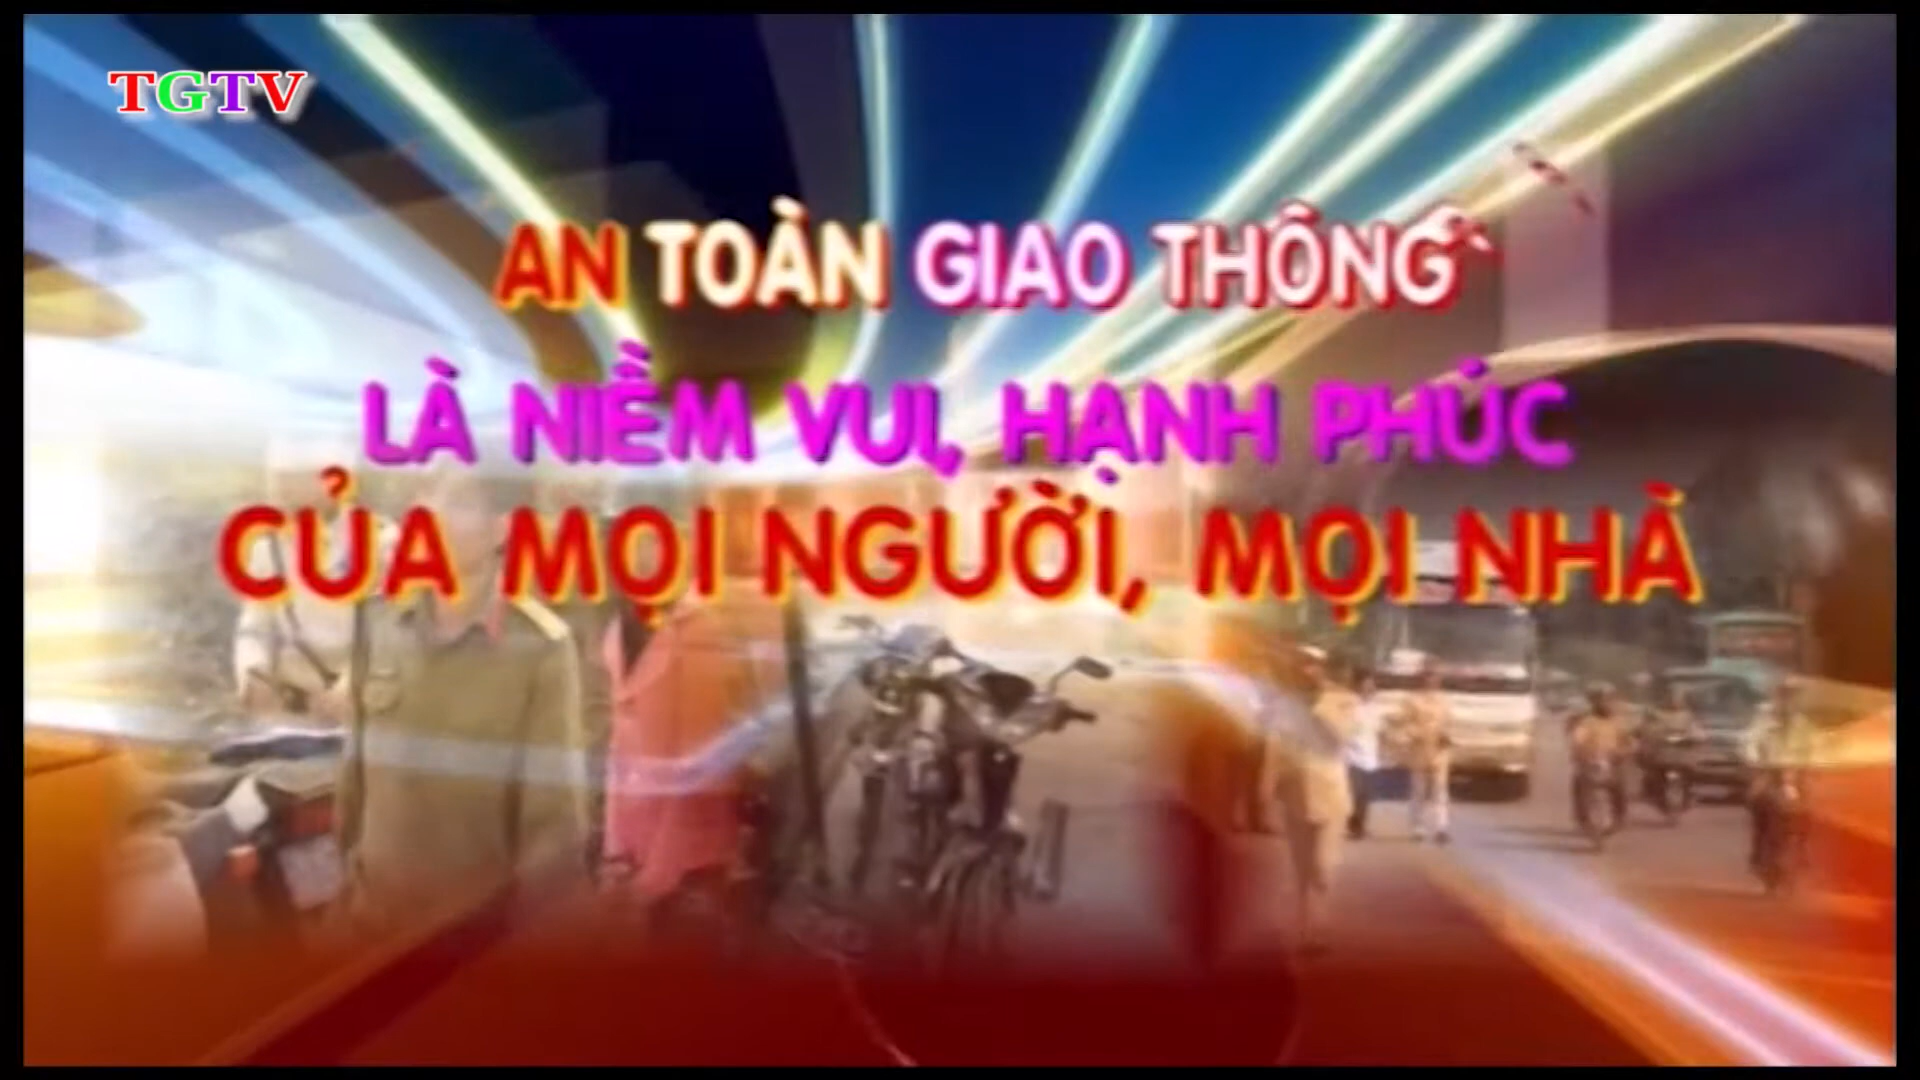 TGTV
AN TOÀN GIAO THÔNG
LÀ NIỀM VUI, HẠNH PHÚC
CỦA MỌI NGƯỜI, MỌI NHÀ